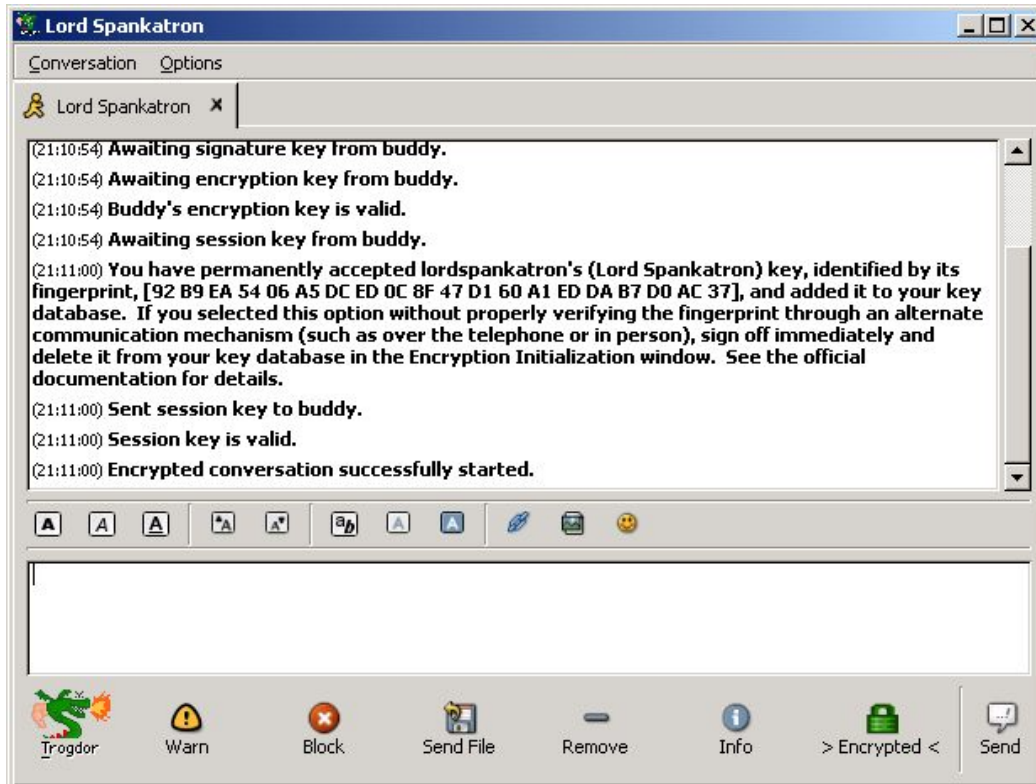 Lord Spankatron
Conversation Options
Lord Spankatron
(21:10:54) Awaiting signature key from buddy.
(21:10:54) Awaiting encryption key from buddy.
(21:10:54) Buddy's encryption key is valid.
(21:10:54) Awaiting session key from buddy.
(21:11:00) You have permanently accepted lordspankatron's (Lord Spankatron) key, identified by its
fingerprint, [92 B9 EA 54 06 A5 DC ED 0C 8F 47 D1 60 A1 ED DA B7 D0 AC 37], and added it to your key
database.  If you selected this option without properly verifying the fingerprint through an alternate
communication mechanism (such as over the telephone or in person), sign off immediately and
delete it from your key database in the Encryption Initialization window.  See the official
documentation for details.
(21:11:00) Sent session key to buddy.
(21:11:00) Session key is valid.
(21:11:00) Encrypted conversation successfully started.
Trogdor Warn Block Send File Remove Info > Encrypted < Send